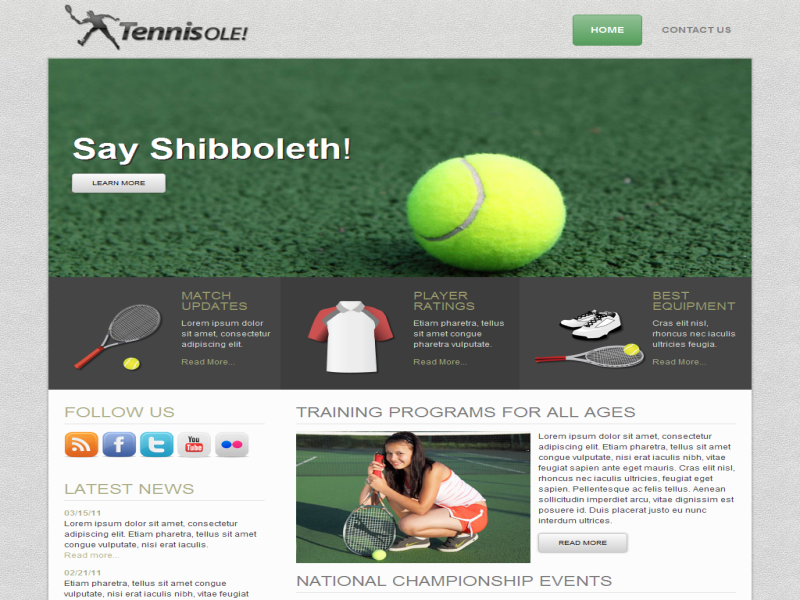 TennisOLE!
HOME
CONTACT US
Say Shibboleth!
LEARN MORE
MATCH
UPDATES
Lorem ipsum dolor
sit amet, consectetur
adipiscing elit.
Read More...
PLAYER
RATINGS
Etiam pharetra, tellus
sit amet congue
pharetra vulputate.
Read More...
BEST
EQUIPMENT
Cras elit nisl,
rhoncus nec iaculis
ultricies feugia.
Read More...
FOLLOW US
You
Tube
LATEST NEWS
03/15/11
Lorem ipsum dolor sit amet, consectetur
adipiscing elit. Etiam pharetra, tellus sit amet
congue vulputate, nisi erat iaculis.
Read more...
02/21/11
Etiam pharetra, tellus sit amet congue
vulputate, nisi erat iaculis nibh, vitae feugiat
TRAINING PROGRAMS FOR ALL AGES
Lorem ipsum dolor sit amet, consectetur
adipiscing elit. Etiam pharetra, tellus sit amet
congue vulputate, nisi erat iaculis nibh, vitae
feugiat sapien ante eget mauris. Cras elit nisl,
rhoncus nec iaculis ultricies, feugiat eget
sapien. Pellentesque ac felis tellus. Aenean
sollicitudin imperdiet arcu, vitae dignissim est
posuere id. Duis placerat justo eu nunc
interdum ultrices.
READ MORE
NATIONAL CHAMPIONSHIP EVENTS